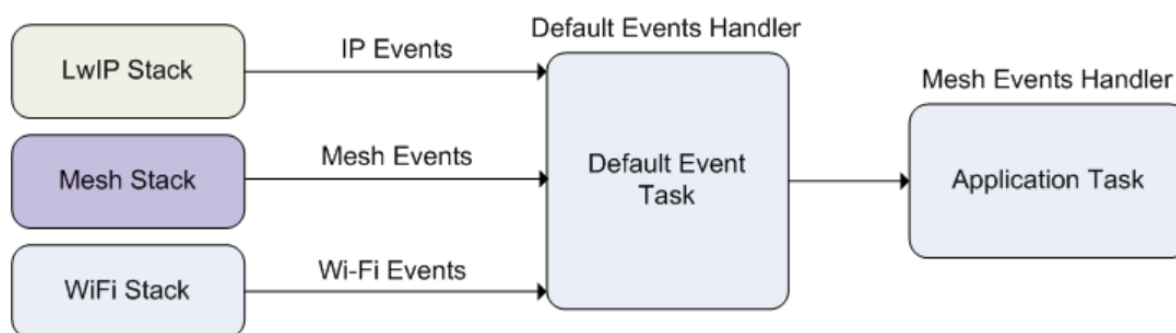 Default Events Handler
LwIP Stack
IP Events
Mesh Events Handler
Mesh Stack
Mesh Events
Default Event
Task
Application Task
WiFi Stack
Wi-Fi Events